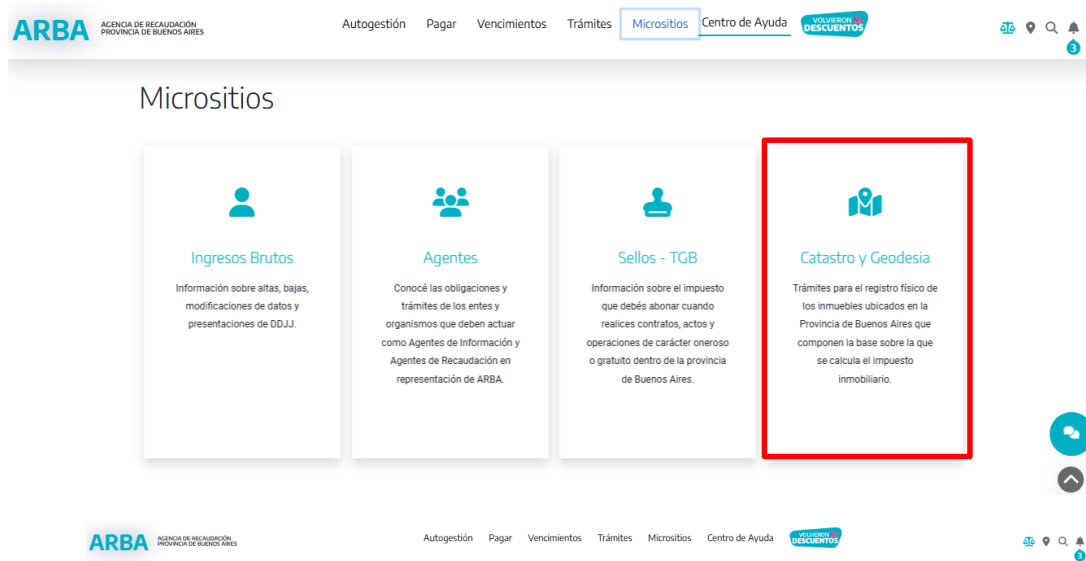 ARBA AGENCIA DE RECAUDACIÓN
PROVINCIA DE BUENOS AIRES
Autogestión Pagar Vencimientos Trámites Micrositios Centro de Ayuda
VOLVIERON los
DESCUENTOS
3
Micrositios
Ingresos Brutos
Información sobre altas, bajas,
modificaciones de datos y
presentaciones de DDJJ.
Agentes
Conocé las obligaciones y
trámites de los entes y
organismos que deben actuar
como Agentes de Información y
Agentes de Recaudación en
representación de ARBA.
Sellos - TGB
Información sobre el impuesto
que debés abonar cuando
realices contratos, actos y
operaciones de carácter oneroso
o gratuito dentro de la provincia
de Buenos Aires.
Catastro y Geodesia
Trámites para el registro físico de
los inmuebles ubicados en la
Provincia de Buenos Aires que
componen la base sobre la que
se calcula el impuesto
inmobiliario.
ARBA AGENCIA DE RECAUDACIÓN
PROVINCIA DE BUENOS AIRES
Autogestión Pagar Vencimientos Trámites Micrositios Centro de Ayuda
VOLVIERON los
DESCUENTOS
3